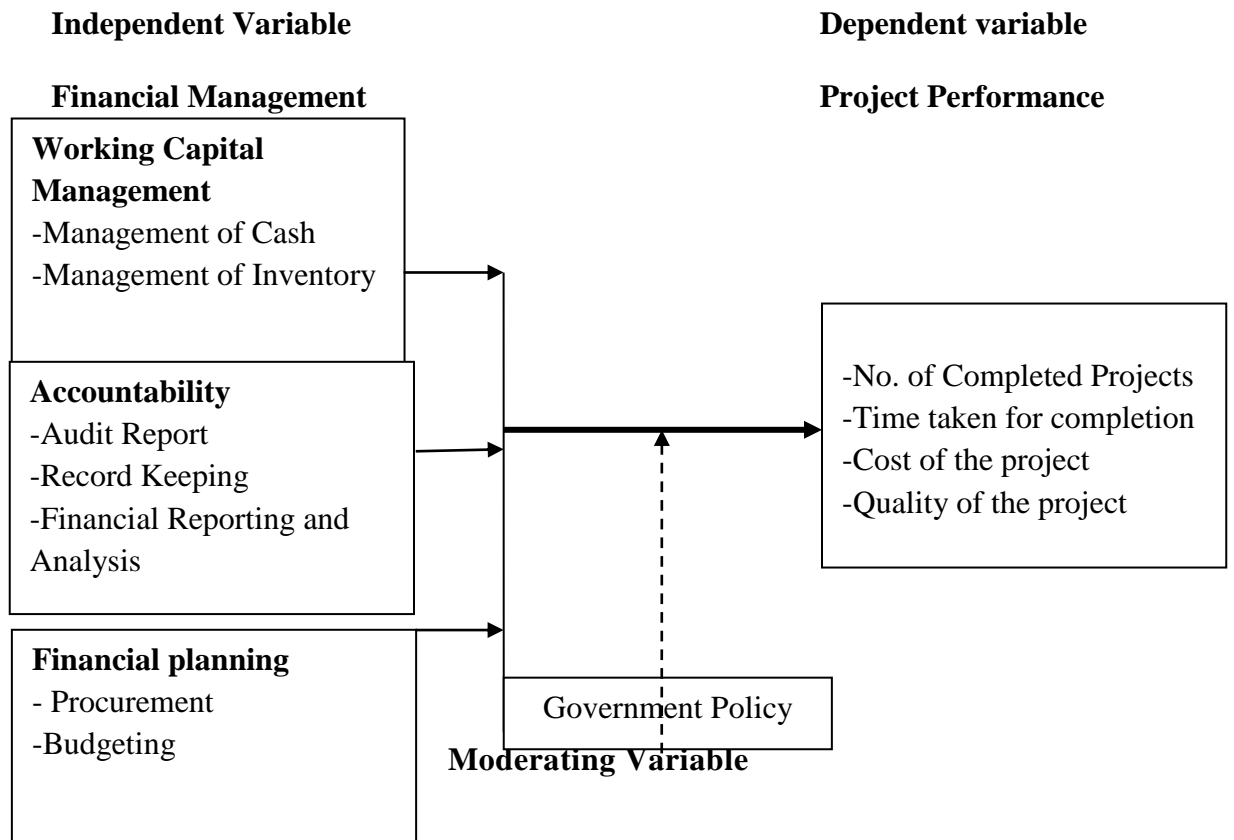 Independent Variable
Dependent variable
Financial Management
Project Performance
Working Capital
Management
-Management of Cash
-Management of Inventory
Accountability
-Audit Report
-Record Keeping
-Financial Reporting and
Analysis
Financial planning
- Procurement
-Budgeting
-No. of Completed Projects
-Time taken for completion
-Cost of the project
-Quality of the project
Government Policy
Moderating Variable